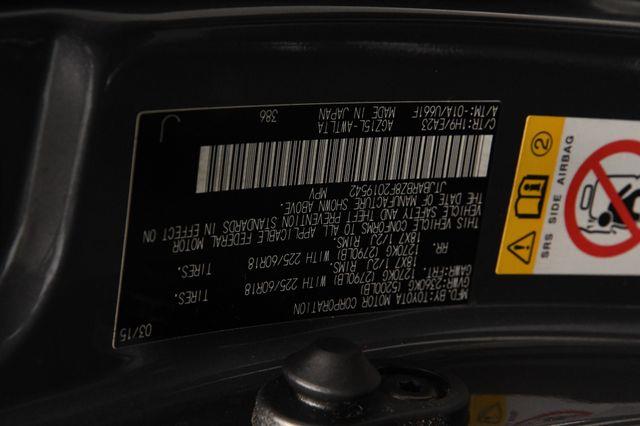 MFD. BY: TOYOTA MOTOR CORPORATION 03/15
GVWR: 2360KG (5200LB)
GAWR: FRT. 1270KG (2790LB) WITH 225/60R18 TIRES.
18X7 1/2J RIMS.
RR. 1270KG (2790LB) WITH 225/60R18 TIRES.
18X7 1/2J RIMS.
THIS VEHICLE CONFORMS TO ALL APPLICABLE FEDERAL MOTOR
VEHICLE SAFETY AND THEFT PREVENTION STANDARDS IN EFFECT ON
THE DATE OF MANUFACTURE SHOWN ABOVE.
JTJBARBZ8F2019542 MPV
C/TR: 1H9/EA23 AGZ15L-AWTLTA J
A/TM: -01A/U661F MADE IN JAPAN 386
2
SRS SIDE AIRBAG